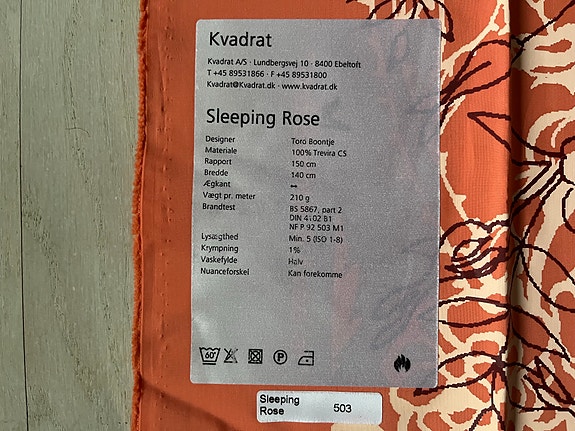 Kvadrat
Kvadrat A/S · Lundbergsvej 10 · 8400 Ebeltoft
T +45 89531866 · F +45 89531800
Kvadrat@Kvadrat.dk · www.kvadrat.dk
Sleeping Rose
Designer Tord Boontje
Materiale 100% Trevira CS
Rapport 150 cm
Bredde 140 cm
Ægkant ↔
Vægt pr. meter 210 g
Brandtest BS 5867, part 2
DIN 4102 B1
NF P 92 503 M1
Lysægthed Min. 5 (ISO 1-8)
Krympning 1%
Vaskefylde Halv
Nuanceforskel Kan forekomme
60° P
Sleeping
Rose 503